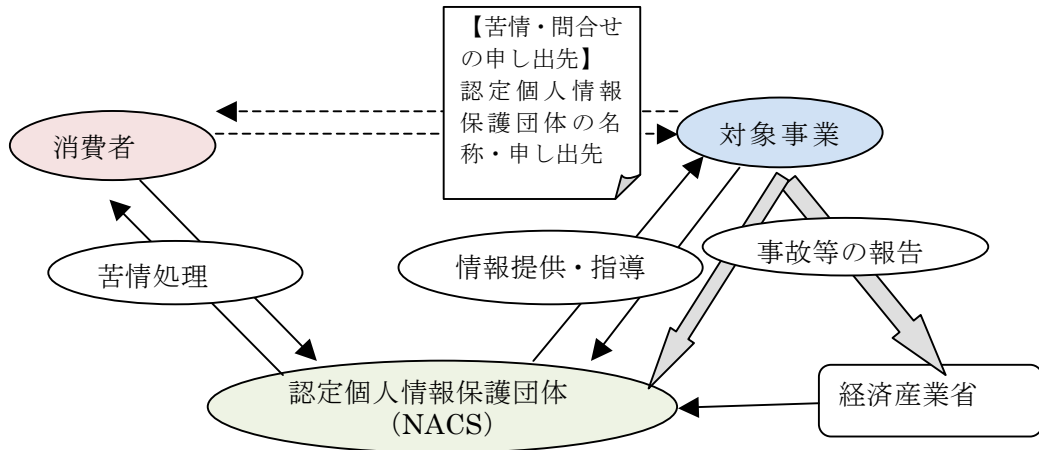 【苦情・問合せ
の申し出先】
認定個人情報
保護団体の名
称・申し出先
消費者
対象事業
苦情処理
情報提供・指導
事故等の報告
認定個人情報保護団体
（NACS）
経済産業省